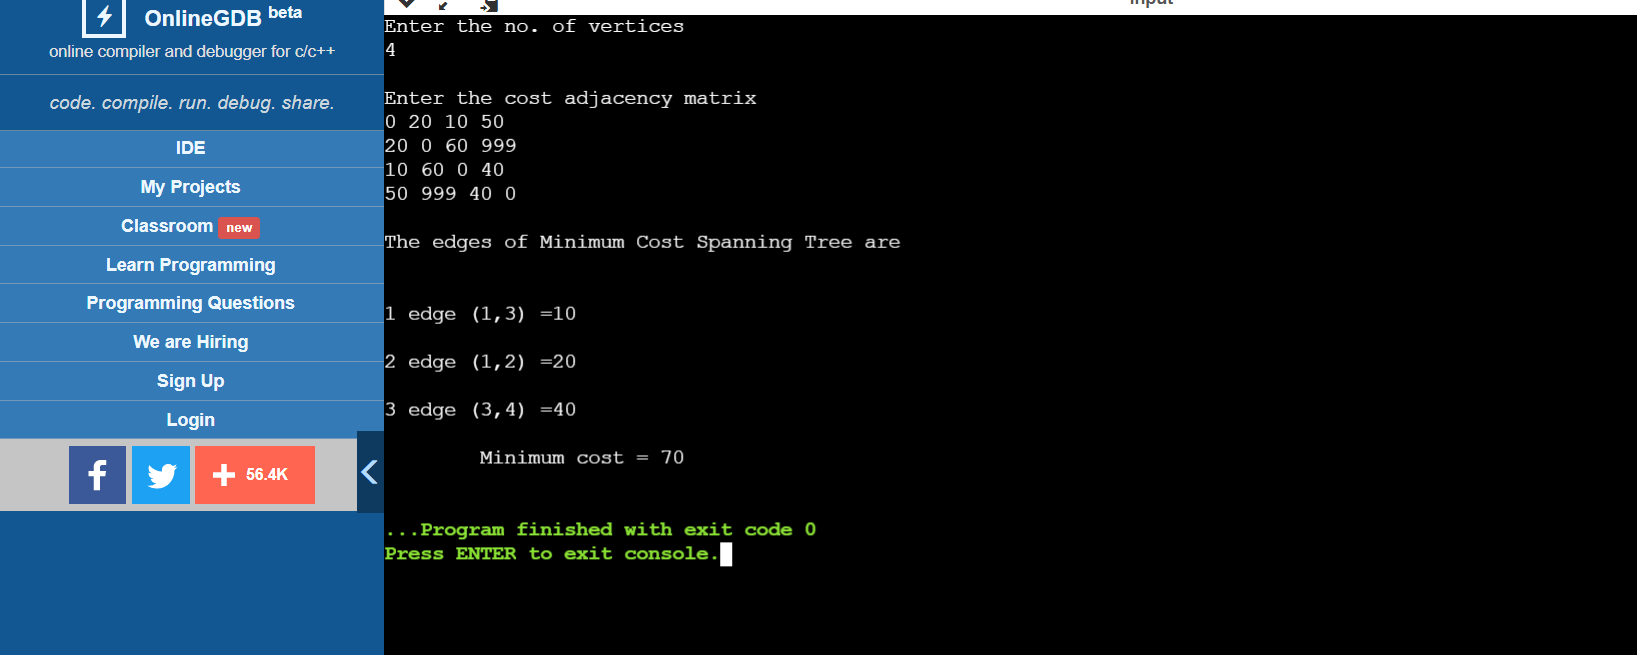 OnlineGDB beta
online compiler and debugger for c/c++
code. compile. run. debug. share.
IDE
My Projects
Classroom new
Learn Programming
Programming Questions
We are Hiring
Sign Up
Login
f
+ 56.4K
input
Enter the no. of vertices
4
Enter the cost adjacency matrix
0 20 10 50
20 0 60 999
10 60 0 40
50 999 40 0
The edges of Minimum Cost Spanning Tree are
1 edge (1,3) =10
2 edge (1,2) =20
3 edge (3,4) =40
Minimum cost = 70
...Program finished with exit code 0
Press ENTER to exit console.